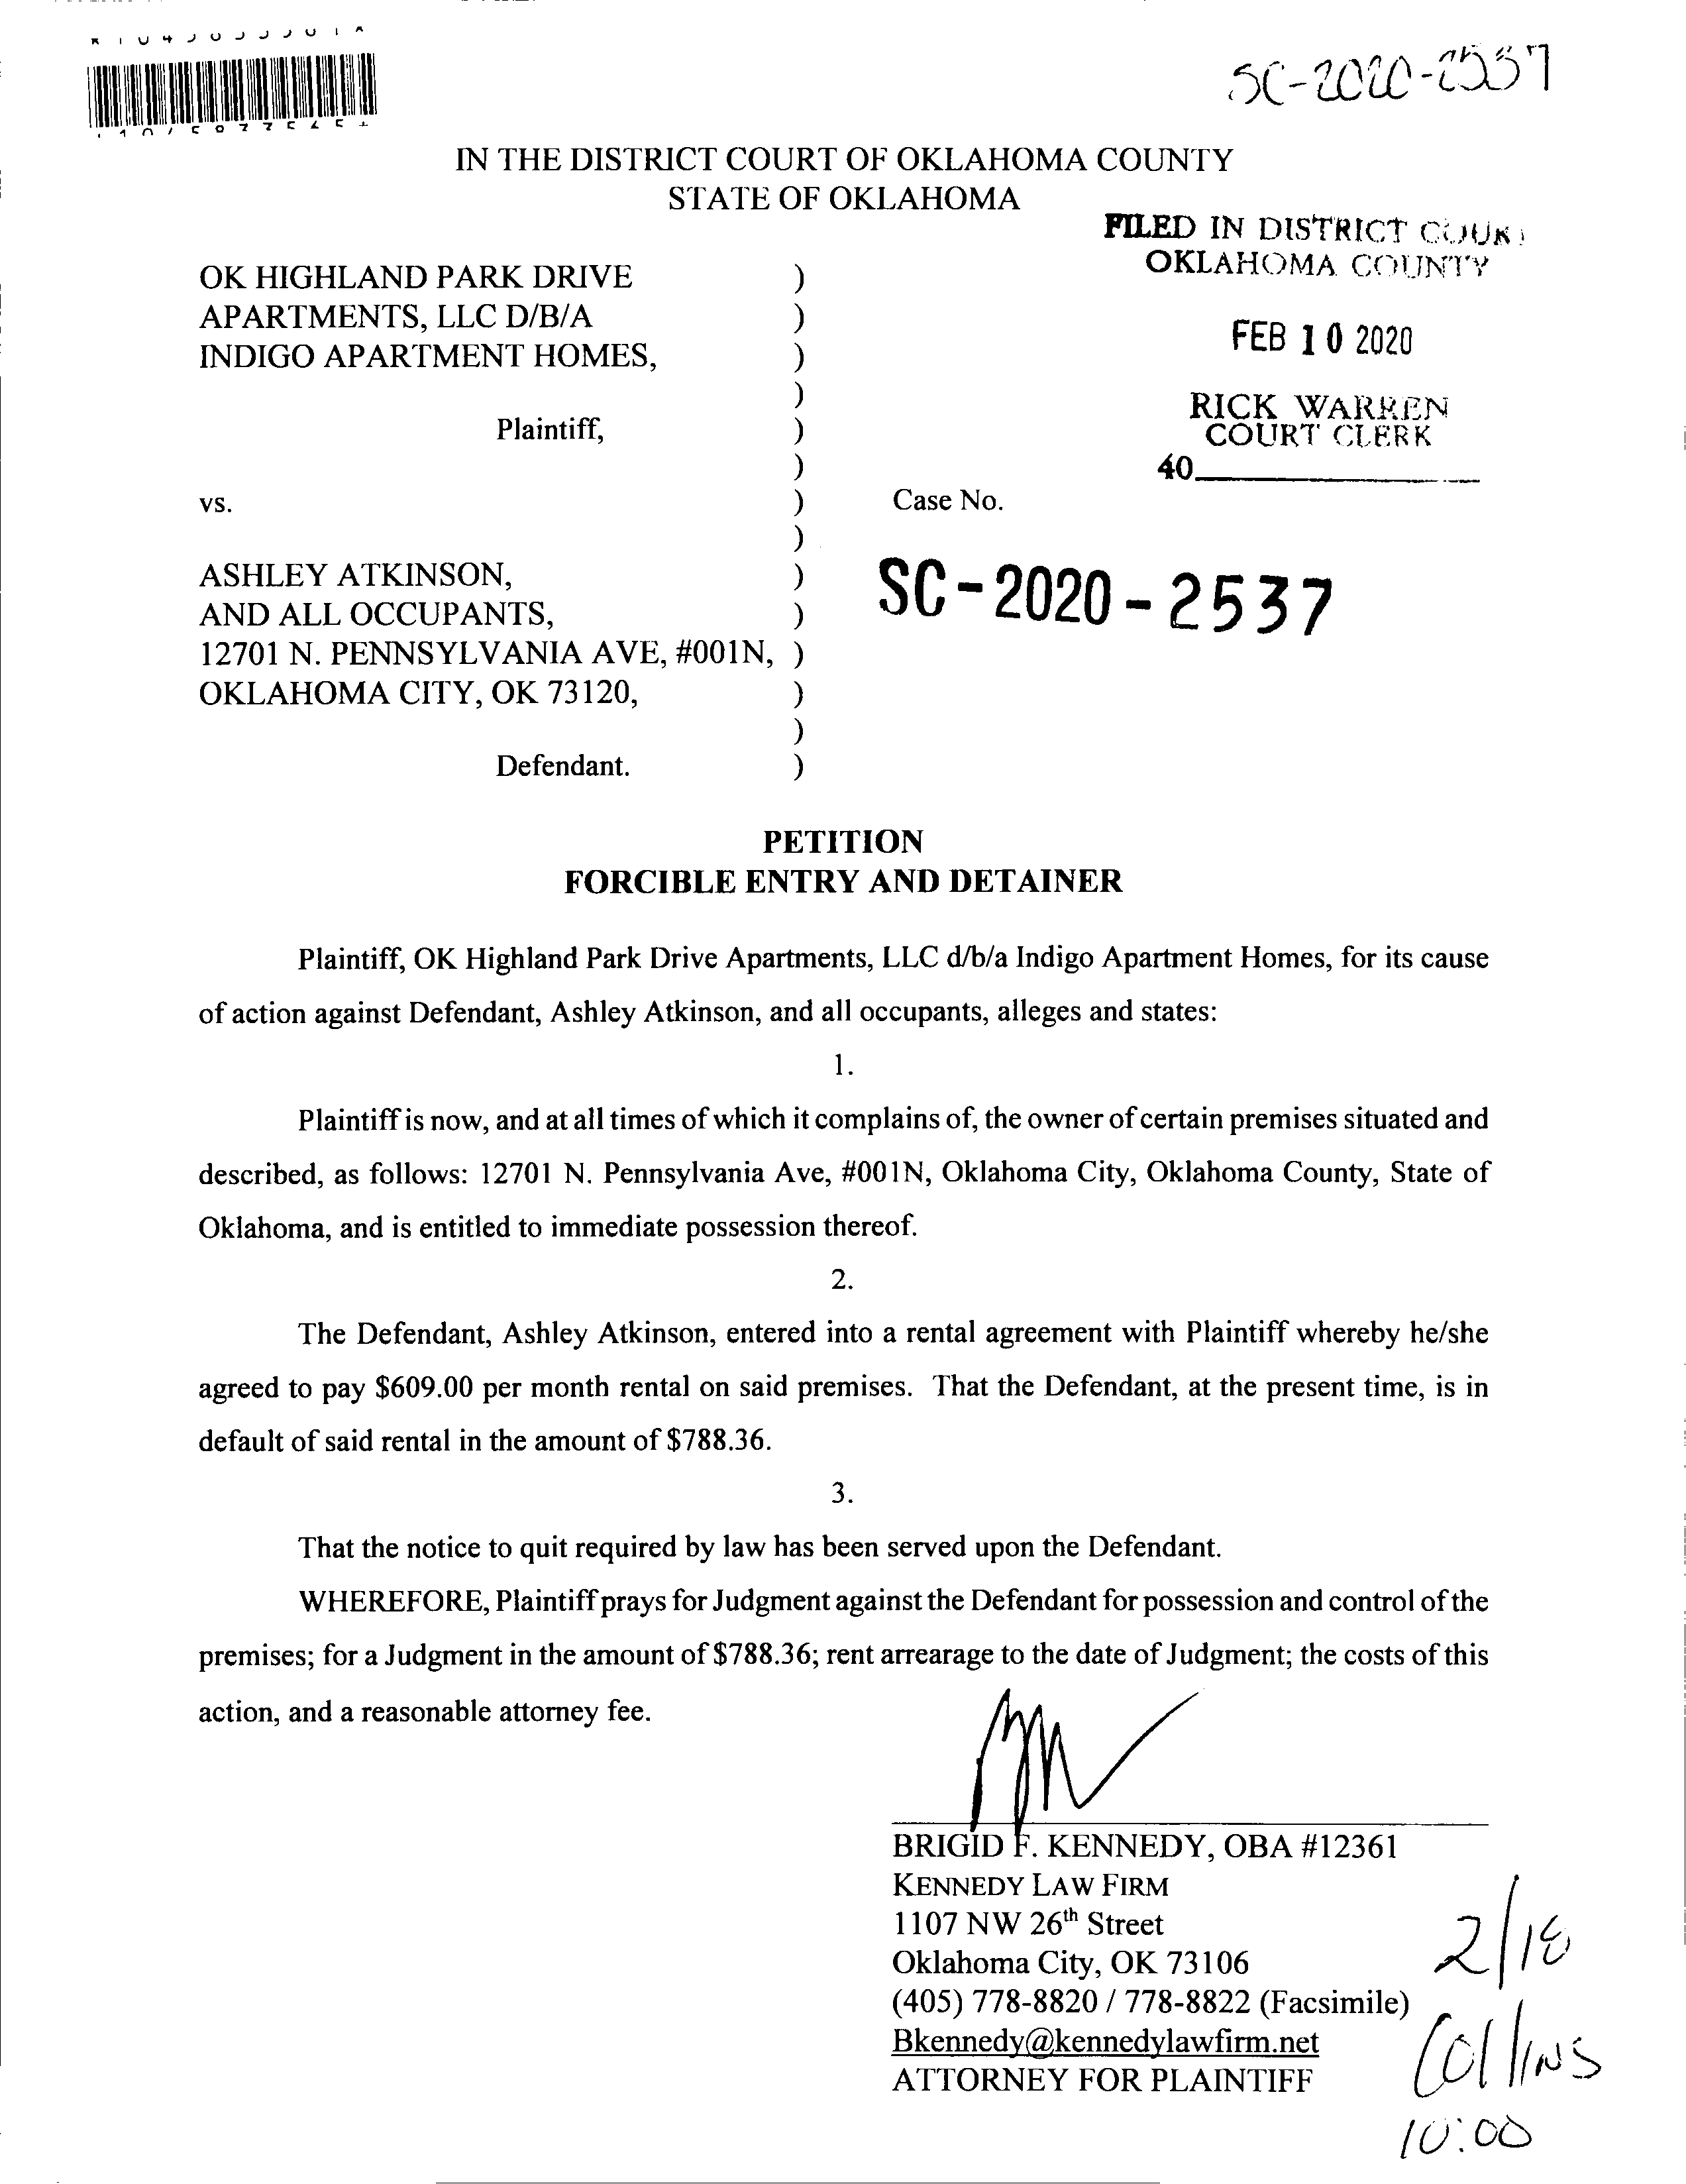 SC-2020-2537
IN THE DISTRICT COURT OF OKLAHOMA COUNTY
STATE OF OKLAHOMA
FILED IN DISTRICT COURT
OKLAHOMA COUNTY
FEB 10 2020
RICK WARREN
COURT CLERK
40
OK HIGHLAND PARK DRIVE )
APARTMENTS, LLC D/B/A )
INDIGO APARTMENT HOMES, )
)
Plaintiff, )
)
vs. ) Case No.
)
ASHLEY ATKINSON, ) SC-2020-2537
AND ALL OCCUPANTS, )
12701 N. PENNSYLVANIA AVE, #001N, )
OKLAHOMA CITY, OK 73120, )
)
Defendant. )
PETITION
FORCIBLE ENTRY AND DETAINER
Plaintiff, OK Highland Park Drive Apartments, LLC d/b/a Indigo Apartment Homes, for its cause
of action against Defendant, Ashley Atkinson, and all occupants, alleges and states:
1.
Plaintiff is now, and at all times of which it complains of, the owner of certain premises situated and
described, as follows: 12701 N. Pennsylvania Ave, #001N, Oklahoma City, Oklahoma County, State of
Oklahoma, and is entitled to immediate possession thereof.
2.
The Defendant, Ashley Atkinson, entered into a rental agreement with Plaintiff whereby he/she
agreed to pay $609.00 per month rental on said premises. That the Defendant, at the present time, is in
default of said rental in the amount of $788.36.
3.
That the notice to quit required by law has been served upon the Defendant.
WHEREFORE, Plaintiff prays for Judgment against the Defendant for possession and control of the
premises; for a Judgment in the amount of $788.36; rent arrearage to the date of Judgment; the costs of this
action, and a reasonable attorney fee.
BRIGID F. KENNEDY, OBA #12361
KENNEDY LAW FIRM
1107 NW 26th Street
Oklahoma City, OK 73106
(405) 778-8820 / 778-8822 (Facsimile)
Bkennedy@kennedylawfirm.net
ATTORNEY FOR PLAINTIFF
2/18
Collins
10:00